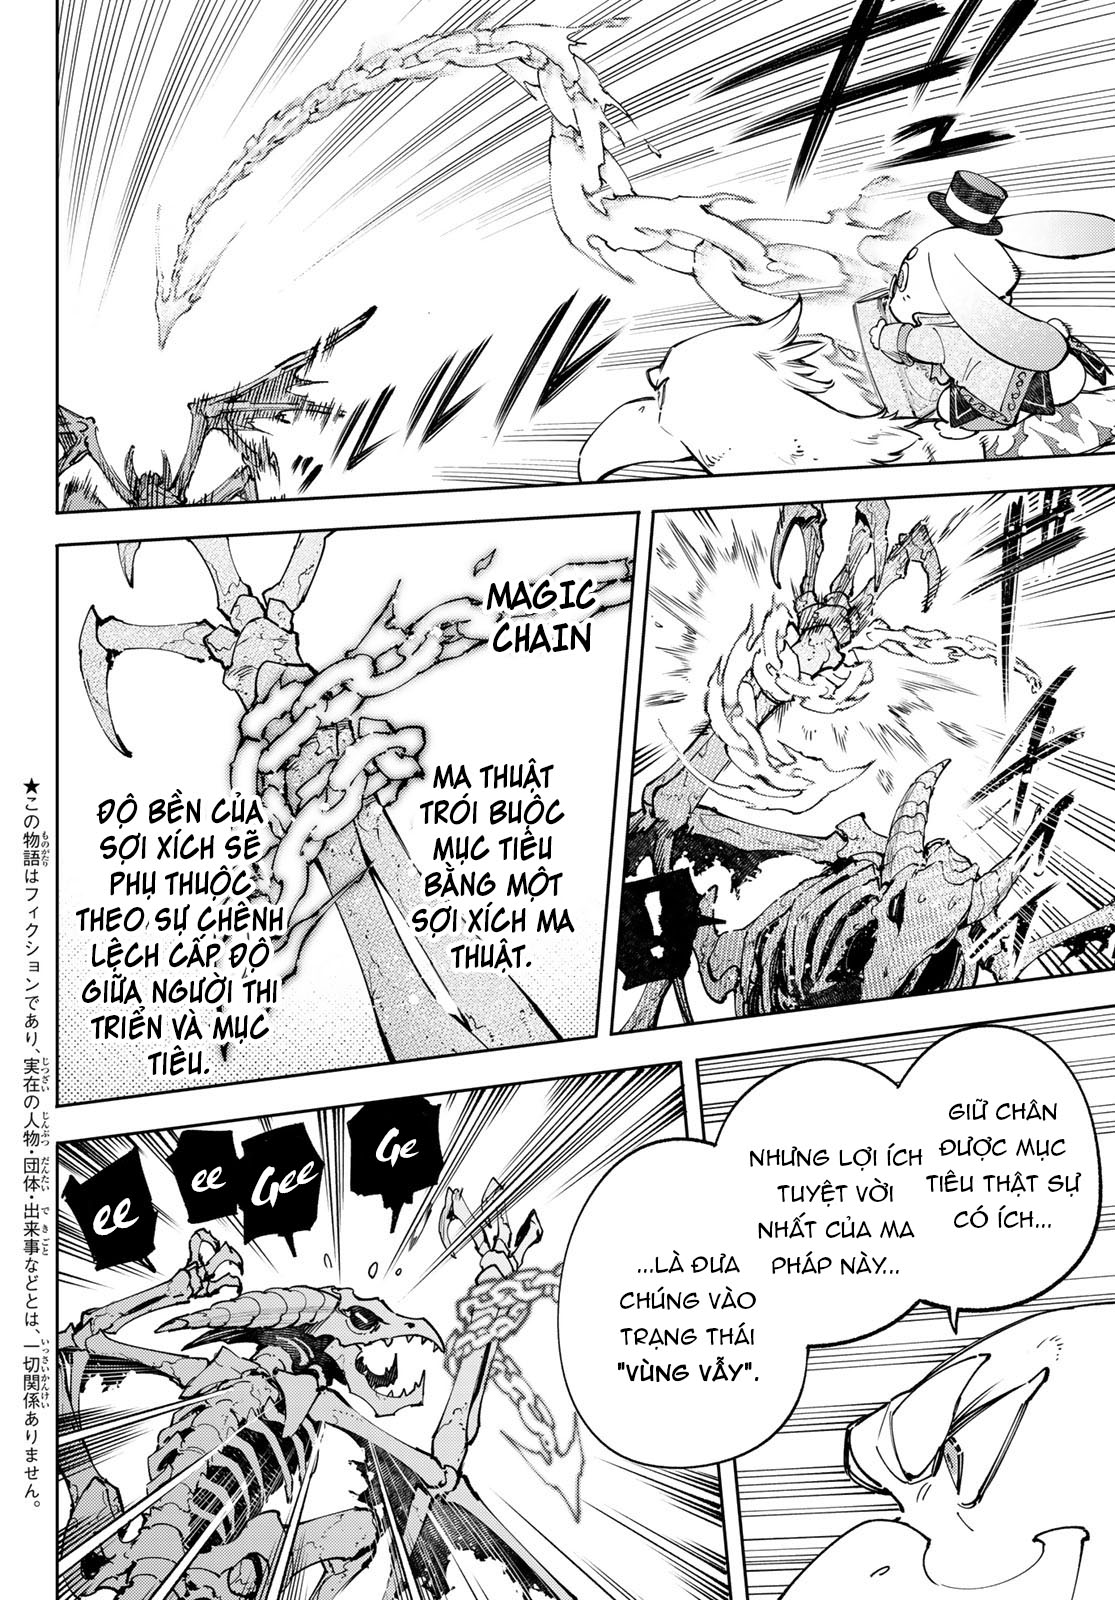 MAGIC
CHAIN
MA THUẬT
TRÓI BUỘC
MỤC TIÊU
BẰNG MỘT
SỢI XÍCH MA
THUẬT.
ĐỘ BỀN CỦA
SỢI XÍCH SẼ
PHỤ THUỘC
THEO SỰ CHÊNH
LỆCH CẤP ĐỘ
GIỮA NGƯỜI THI
TRIỂN VÀ MỤC
TIÊU.
!
GIỮ CHÂN
ĐƯỢC MỤC
TIÊU THẬT SỰ
CÓ ÍCH...
NHƯNG LỢI ÍCH
TUYỆT VỜI
NHẤT CỦA MA
PHÁP NÀY...
...LÀ ĐƯA
CHÚNG VÀO
TRẠNG THÁI
"VÙNG VẪY".
Ge
Gee
ee
ee
★この物語はフィクションであり、実在の人物・団体・出来事などとは、一切関係ありません。